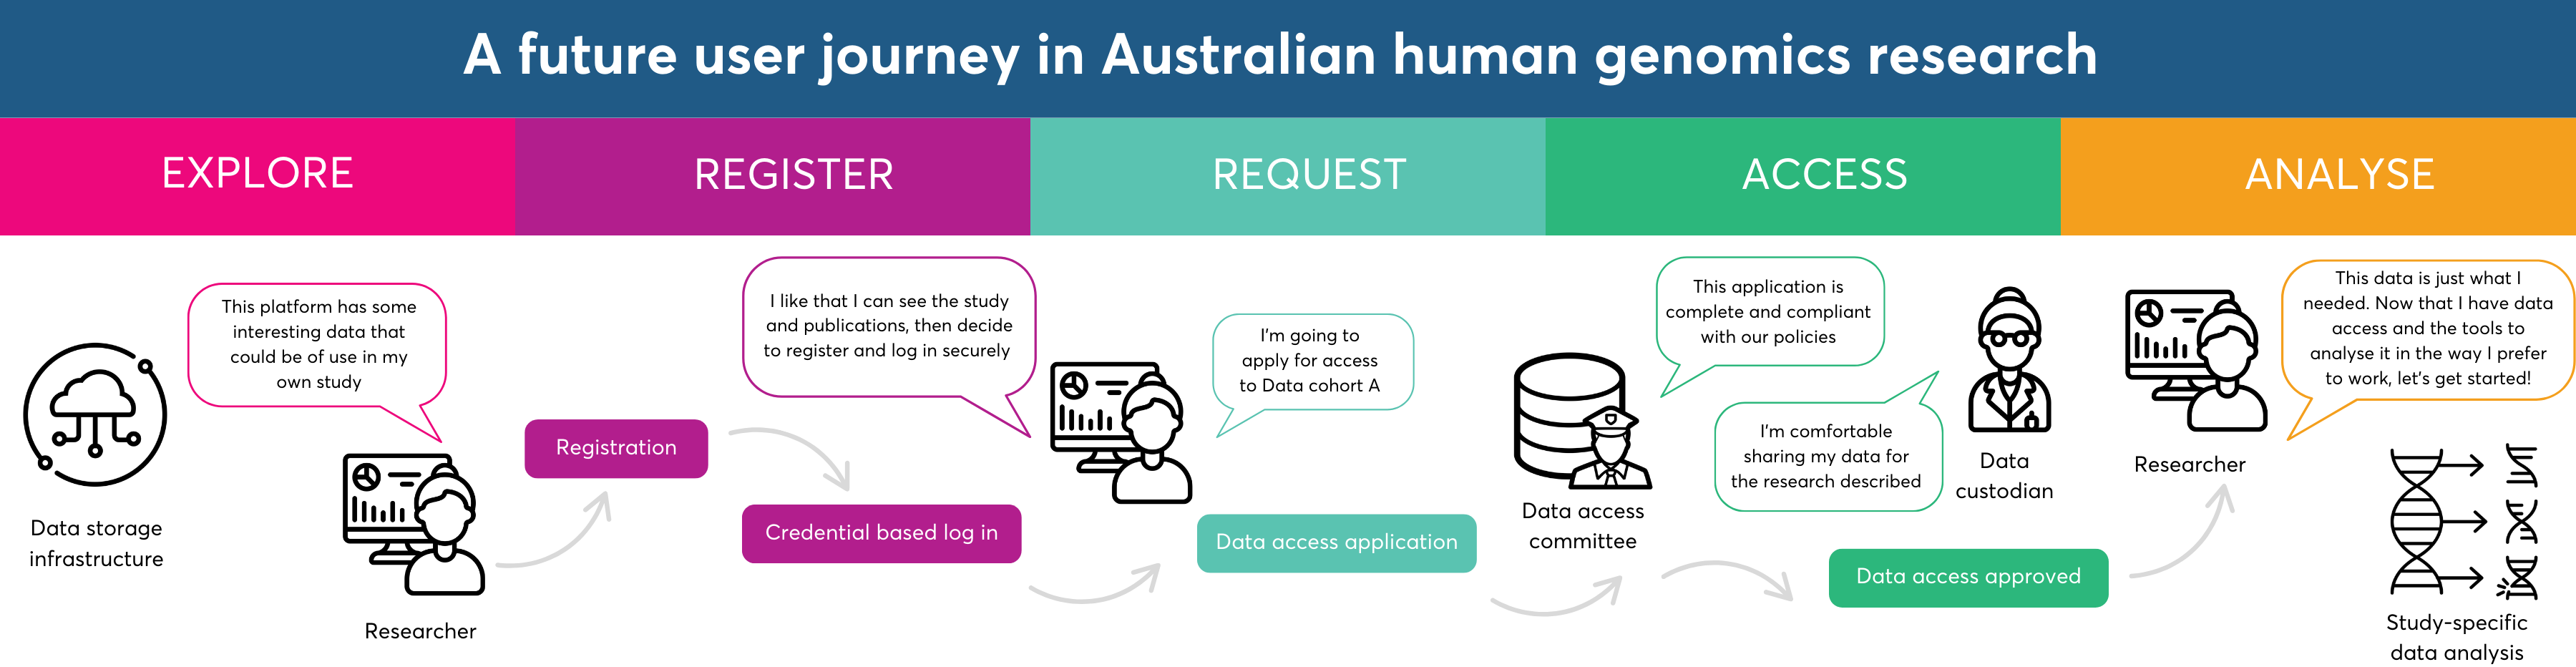 A future user journey in Australian human genomics research
EXPLORE
REGISTER
REQUEST
ACCESS
ANALYSE
Data storage
infrastructure
This platform has some
interesting data that
could be of use in my
own study
Researcher
Registration
I like that I can see the study
and publications, then decide
to register and log in securely
Credential based log in
I'm going to
apply for access
to Data cohort A
Data access application
Data access
committee
This application is
complete and compliant
with our policies
I'm comfortable
sharing my data for
the research described
Data
custodian
Data access approved
Researcher
This data is just what I
needed. Now that I have data
access and the tools to
analyse it in the way I prefer
to work, let's get started!
Study-specific
data analysis